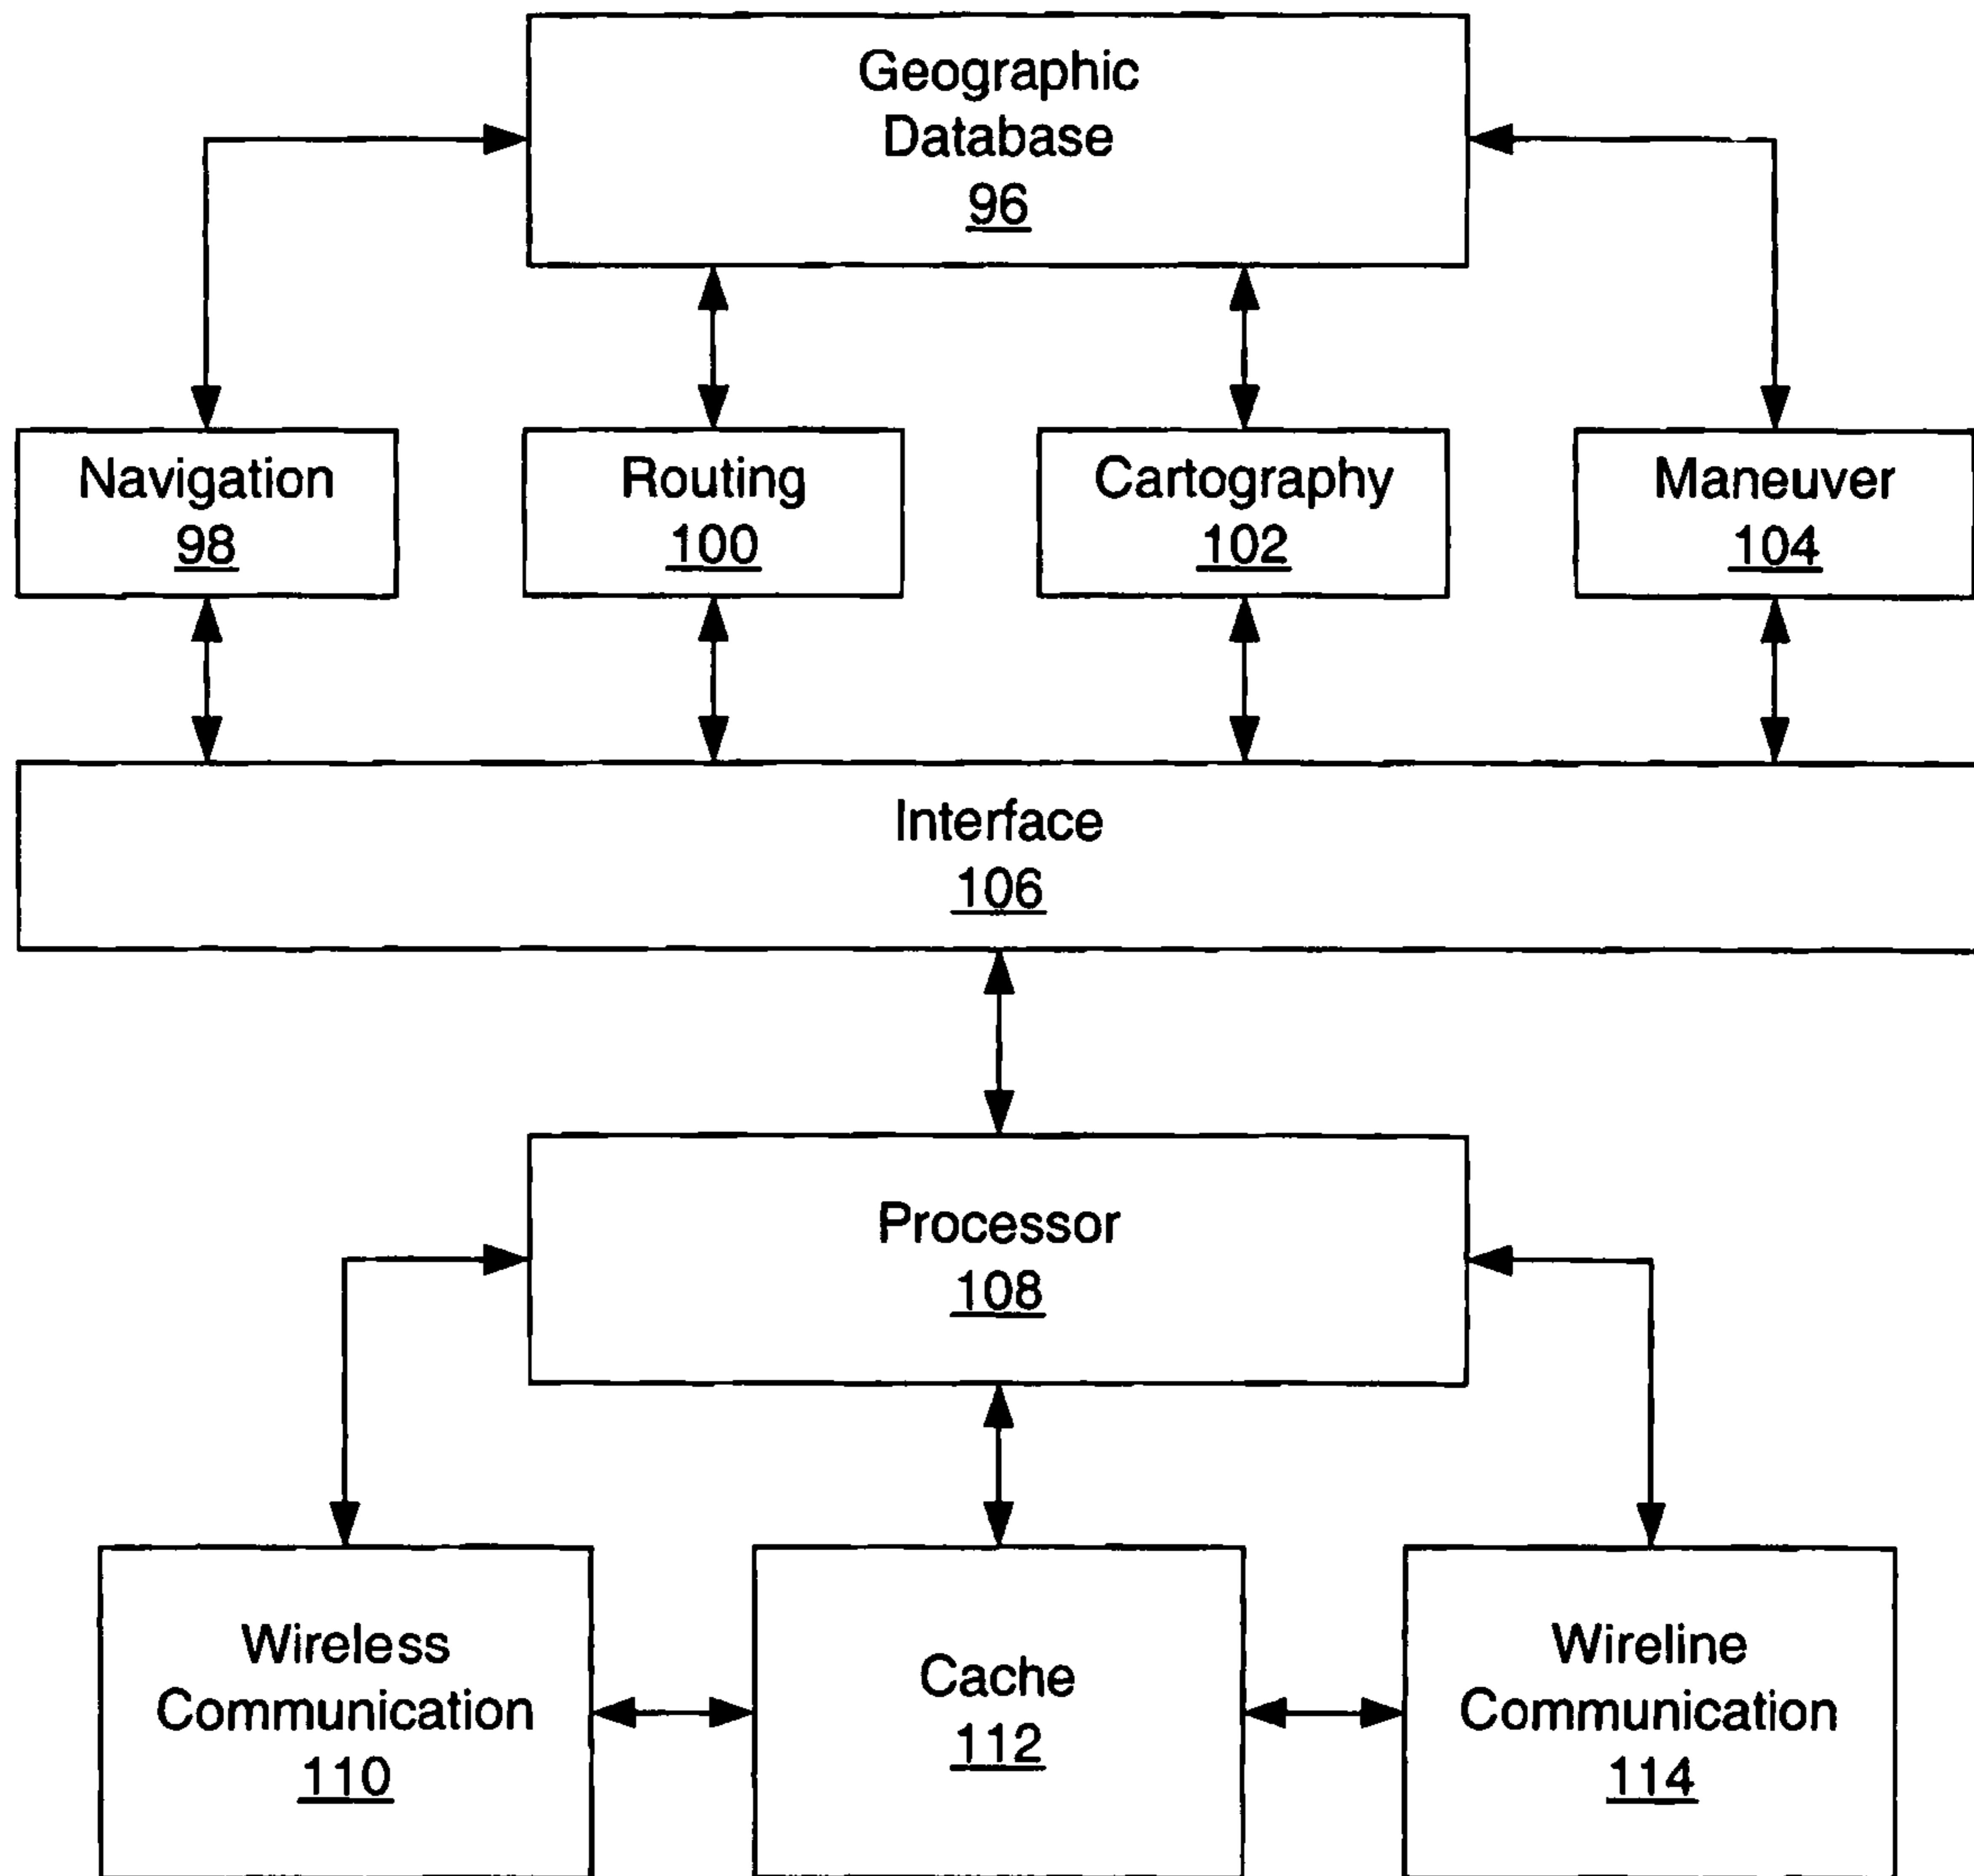 Geographic
Database
96
Navigation
98
Routing
100
Cartography
102
Maneuver
104
Interface
106
Processor
108
Wireless
Communication
110
Cache
112
Wireline
Communication
114